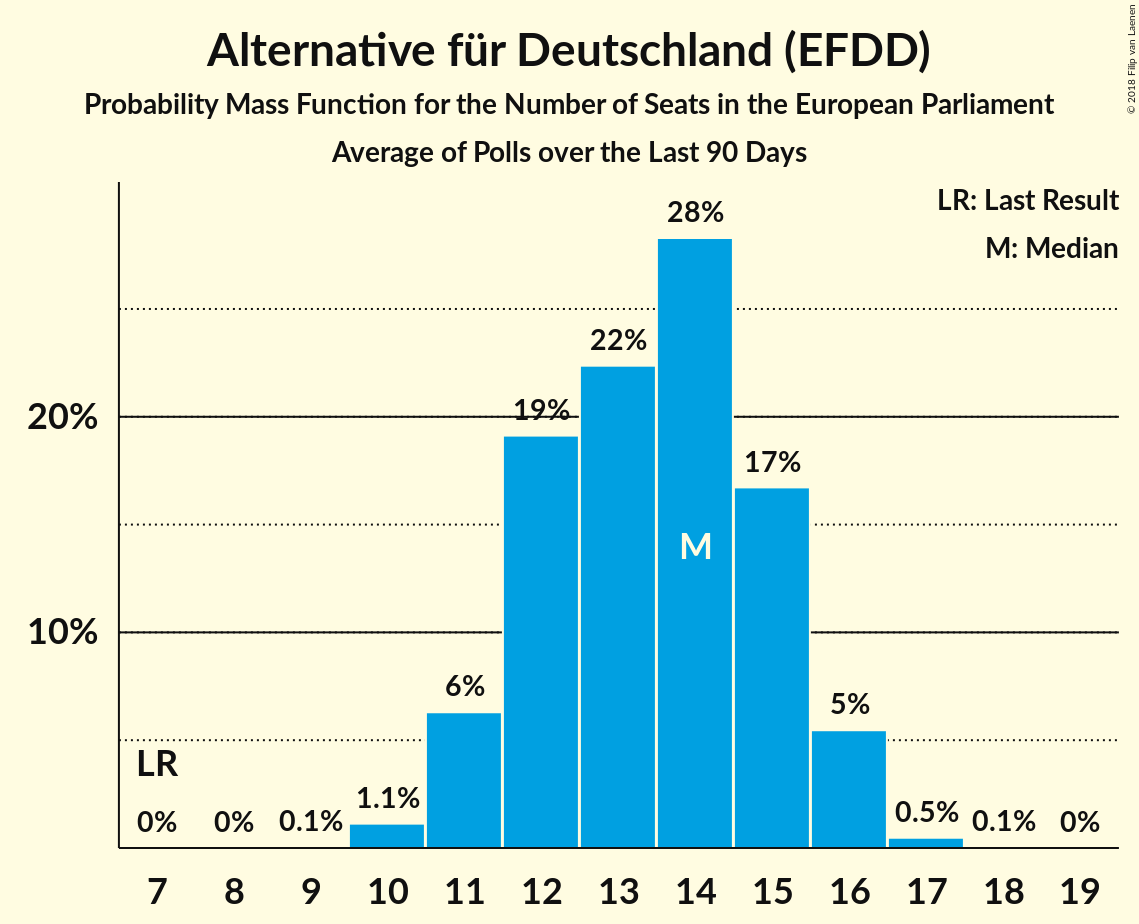 Alternative für Deutschland (EFDD)
Probability Mass Function for the Number of Seats in the European Parliament
Average of Polls over the Last 90 Days
© 2018 Filip van Laenen
LR: Last Result
M: Median
28%
22%
20%
19%
17%
M
10%
6%
5%
LR
1.1%
0.5%
0%
0%
0.1%
0.1%
0%
7 8 9 10 11 12 13 14 15 16 17 18 19